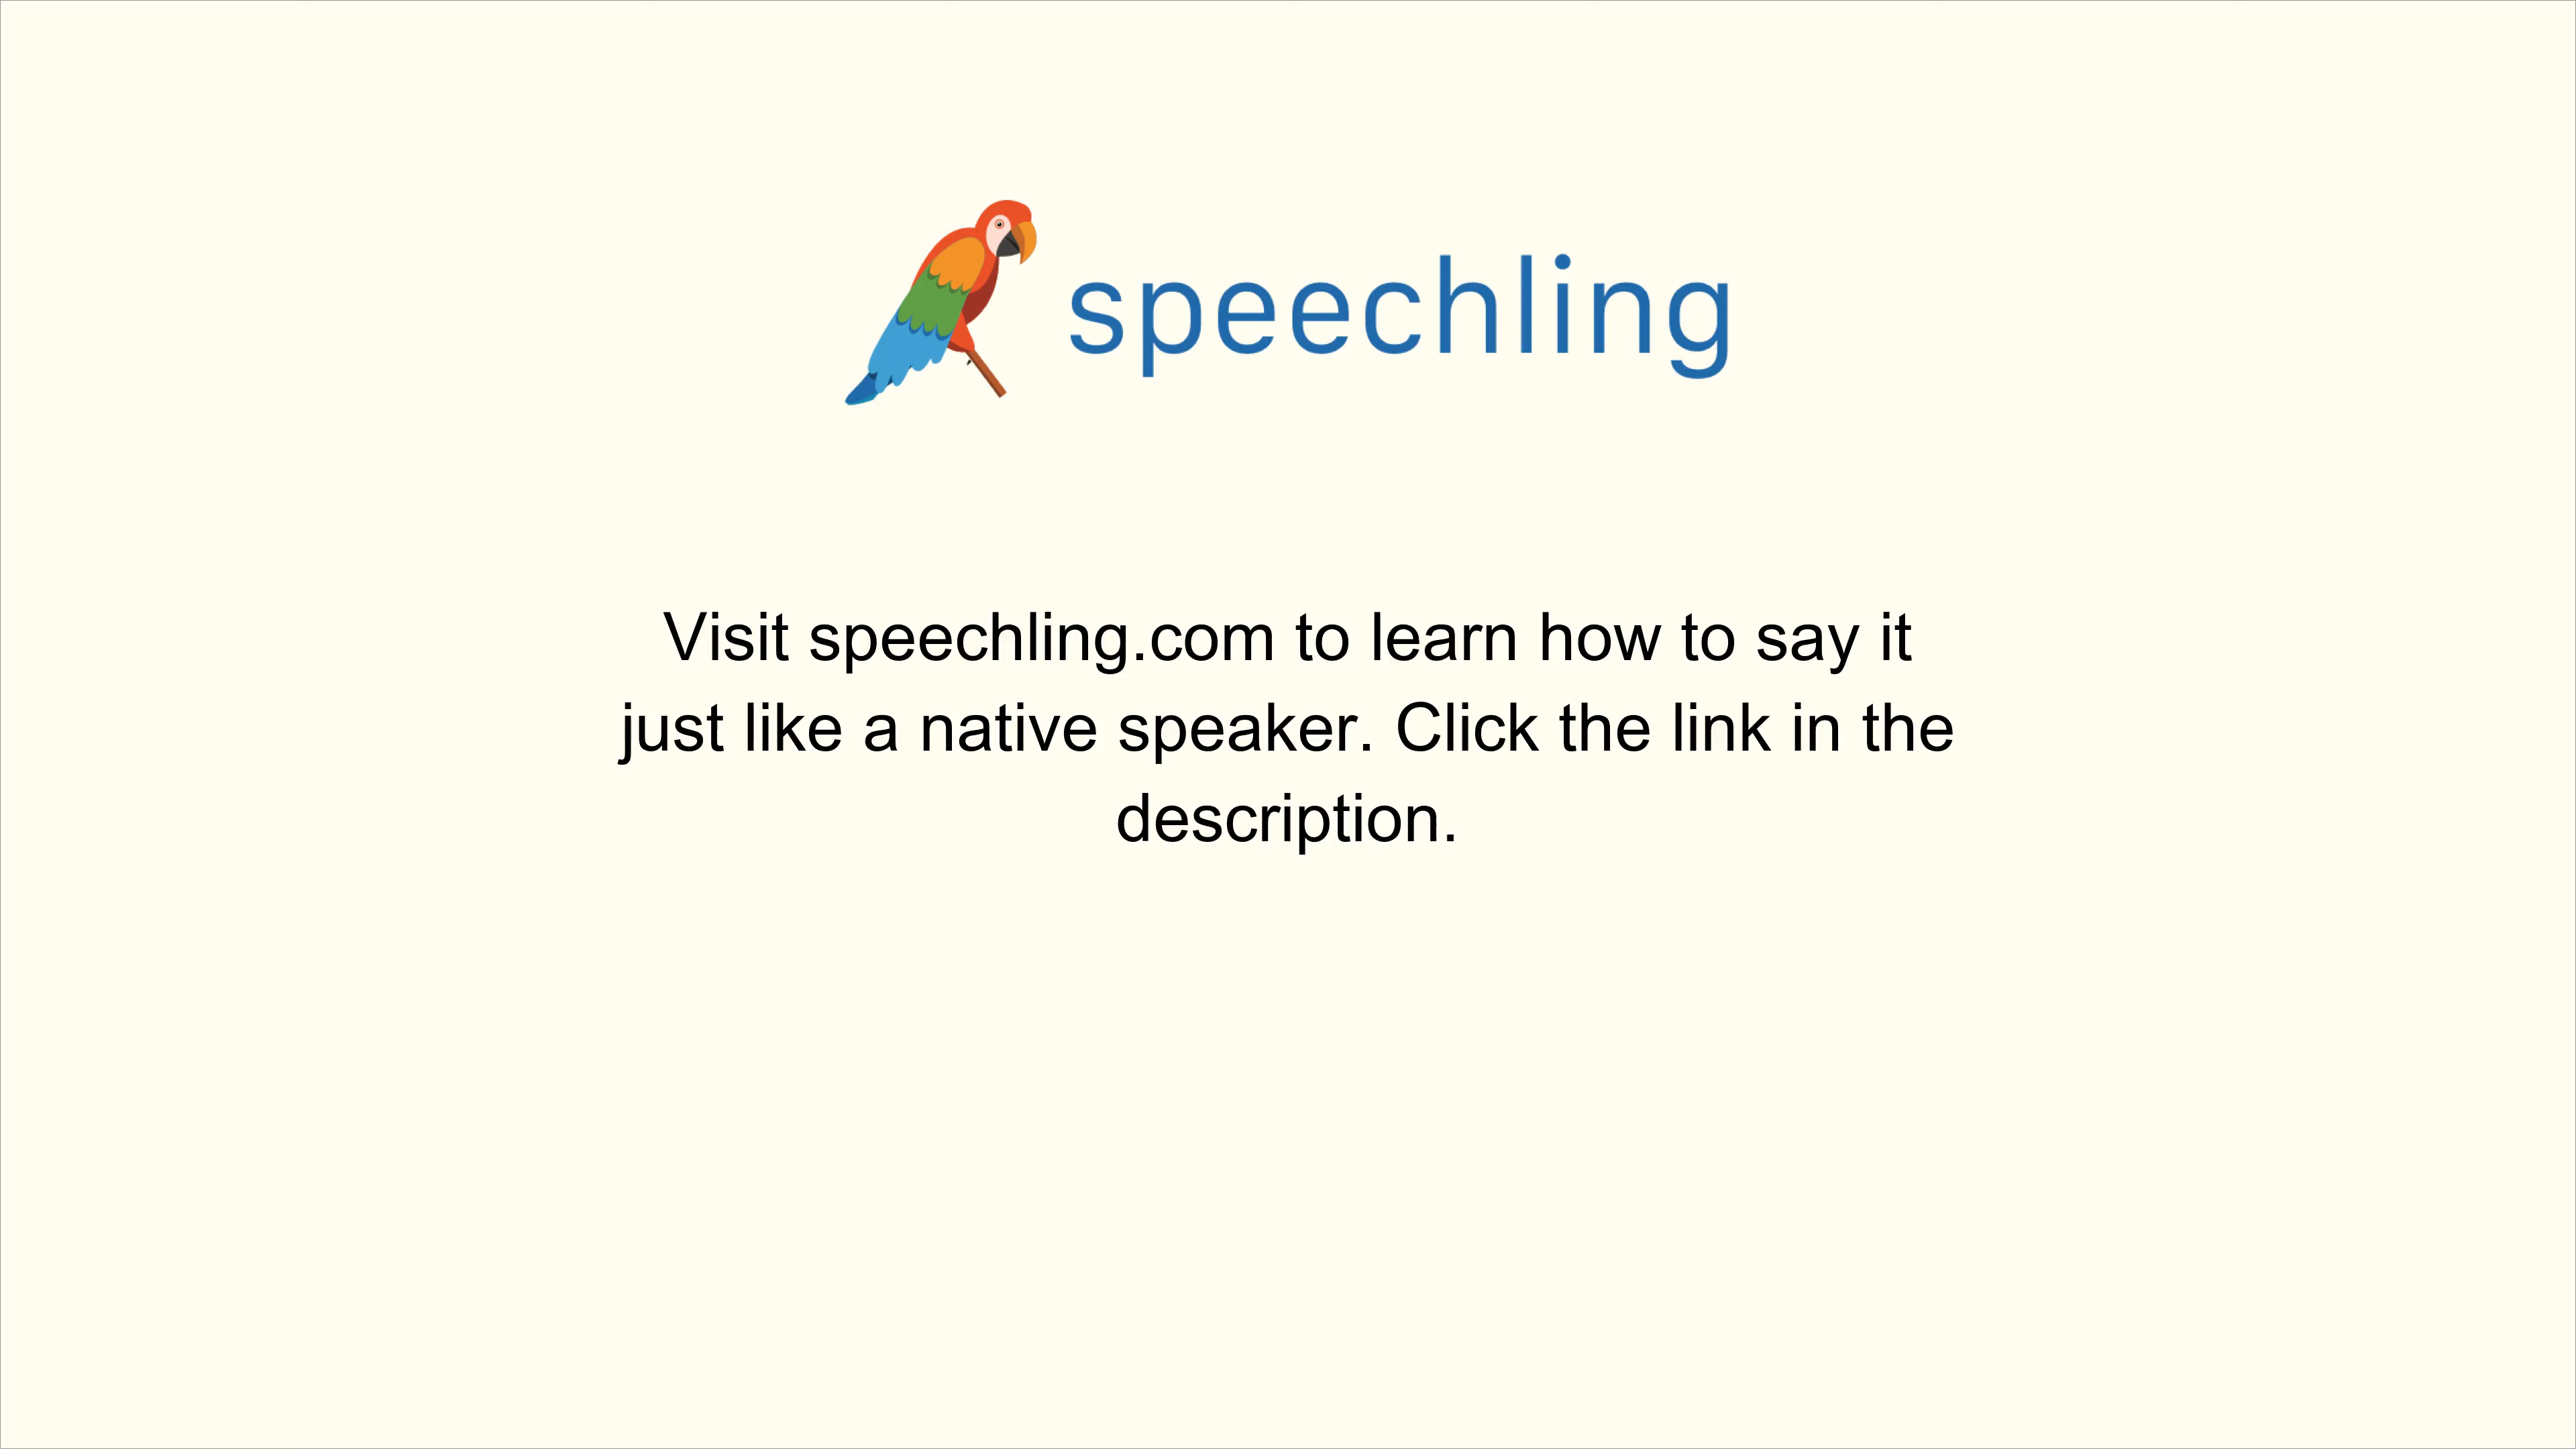 speechling
Visit speechling.com to learn how to say it
just like a native speaker. Click the link in the
description.